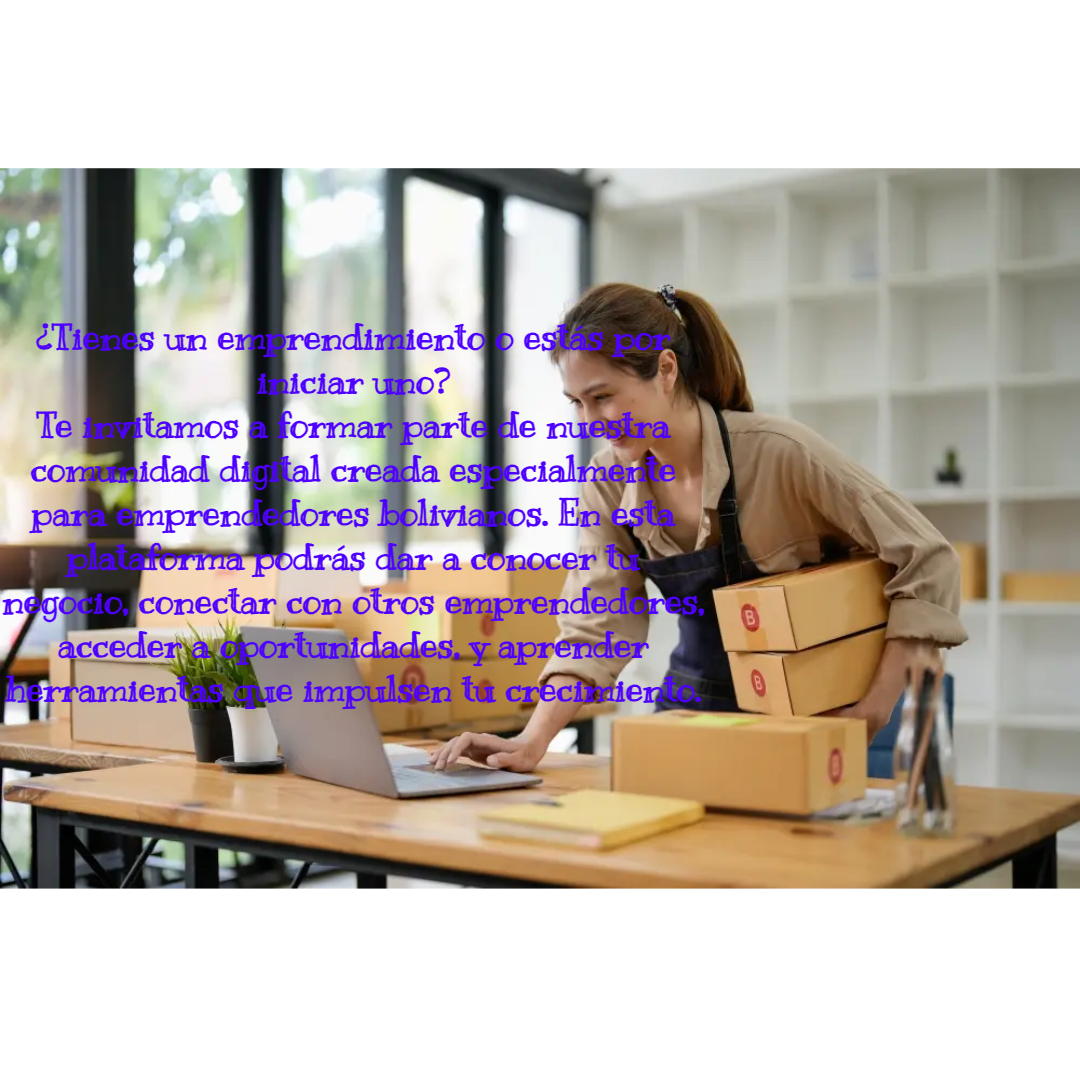 ¿Tienes un emprendimiento o estás por
iniciar uno?
Te invitamos a formar parte de nuestra
comunidad digital creada especialmente
para emprendedores bolivianos. En esta
plataforma podrás dar a conocer tu
negocio, conectar con otros emprendedores,
acceder a oportunidades, y aprender
herramientas que impulsen tu crecimiento.
B
B
B